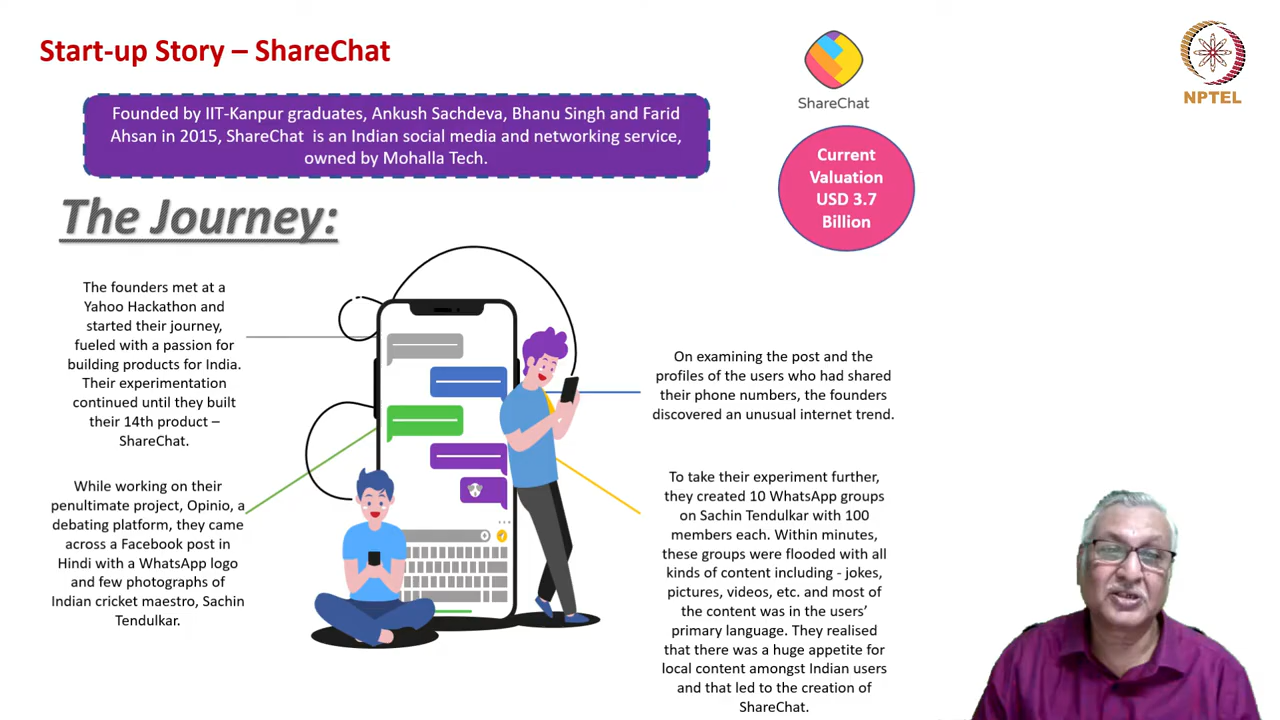 Start-up Story – ShareChat
Founded by IIT-Kanpur graduates, Ankush Sachdeva, Bhanu Singh and Farid
Ahsan in 2015, ShareChat is an Indian social media and networking service,
owned by Mohalla Tech.
ShareChat
NPTEL
Current
Valuation
USD 3.7
Billion
The Journey:
The founders met at a
Yahoo Hackathon and
started their journey,
fueled with a passion for
building products for India.
Their experimentation
continued until they built
their 14th product –
ShareChat.
While working on their
penultimate project, Opinio, a
debating platform, they came
across a Facebook post in
Hindi with a WhatsApp logo
and few photographs of
Indian cricket maestro, Sachin
Tendulkar.
On examining the post and the
profiles of the users who had shared
their phone numbers, the founders
discovered an unusual internet trend.
To take their experiment further,
they created 10 WhatsApp groups
on Sachin Tendulkar with 100
members each. Within minutes,
these groups were flooded with all
kinds of content including - jokes,
pictures, videos, etc. and most of
the content was in the users'
primary language. They realised
that there was a huge appetite for
local content amongst Indian users
and that led to the creation of
ShareChat.